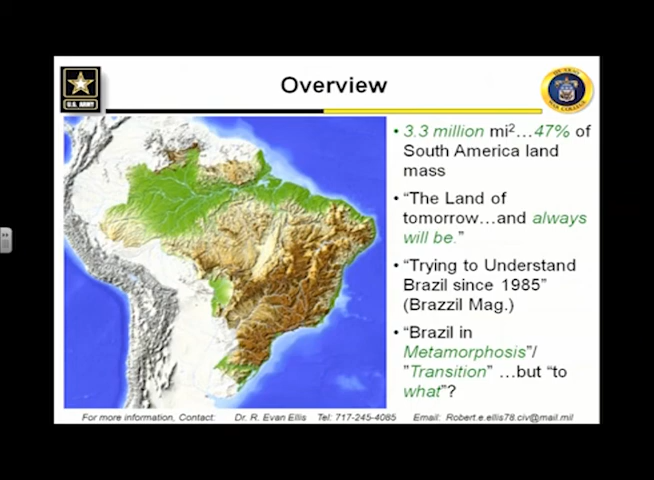 Overview
U.S. ARMY
• 3.3 million mi²…47% of
South America land
mass
• “The Land of
tomorrow…and always
will be.”
• “Trying to Understand
Brazil since 1985”
(Brazzil Mag.)
• “Brazil in
Metamorphosis”/
”Transition” …but “to
what”?
For more information, Contact: Dr. R. Evan Ellis Tel: 717-245-4085 Email: Robert.e.ellis78.civ@mail.mil